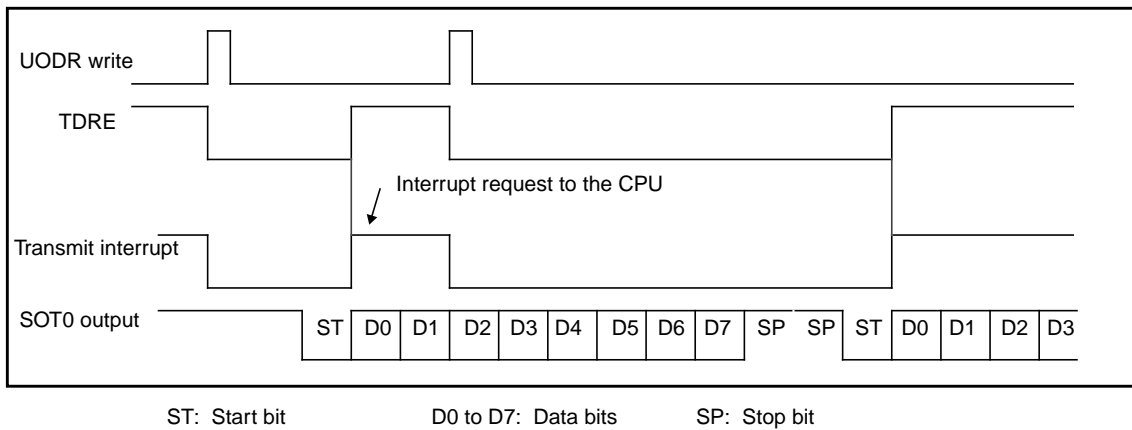 UODR write
TDRE
Interrupt request to the CPU
Transmit interrupt
SOT0 output
ST D0 D1 D2 D3 D4 D5 D6 D7 SP SP ST D0 D1 D2 D3
ST: Start bit D0 to D7: Data bits SP: Stop bit